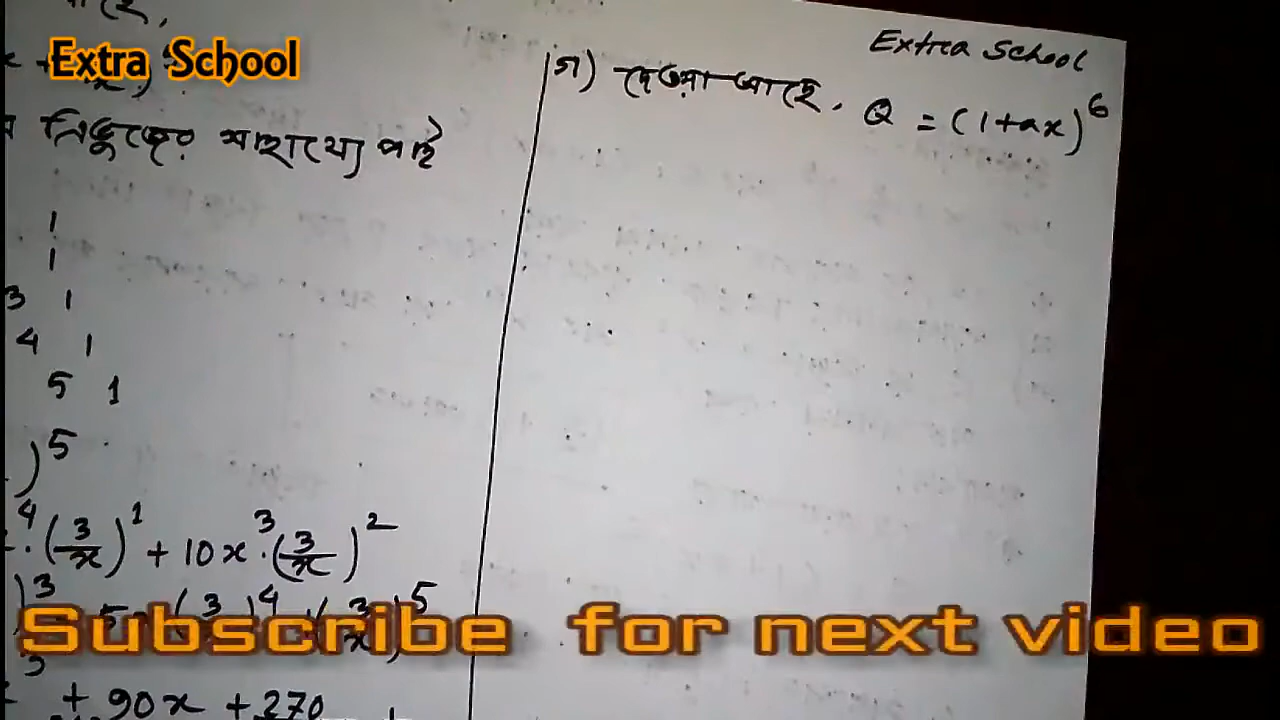 Extra School
ত্রিভুজের সাহায্যে পাই
1
1
3 1
4 1
5 1
)^5
^4 · (3/x)^1 + 10x^3 · (3/x)^2
+ 90x + 270
Extra School
গ) দেওয়া আছে, Q = (1+ax)^6
Subscribe for next video